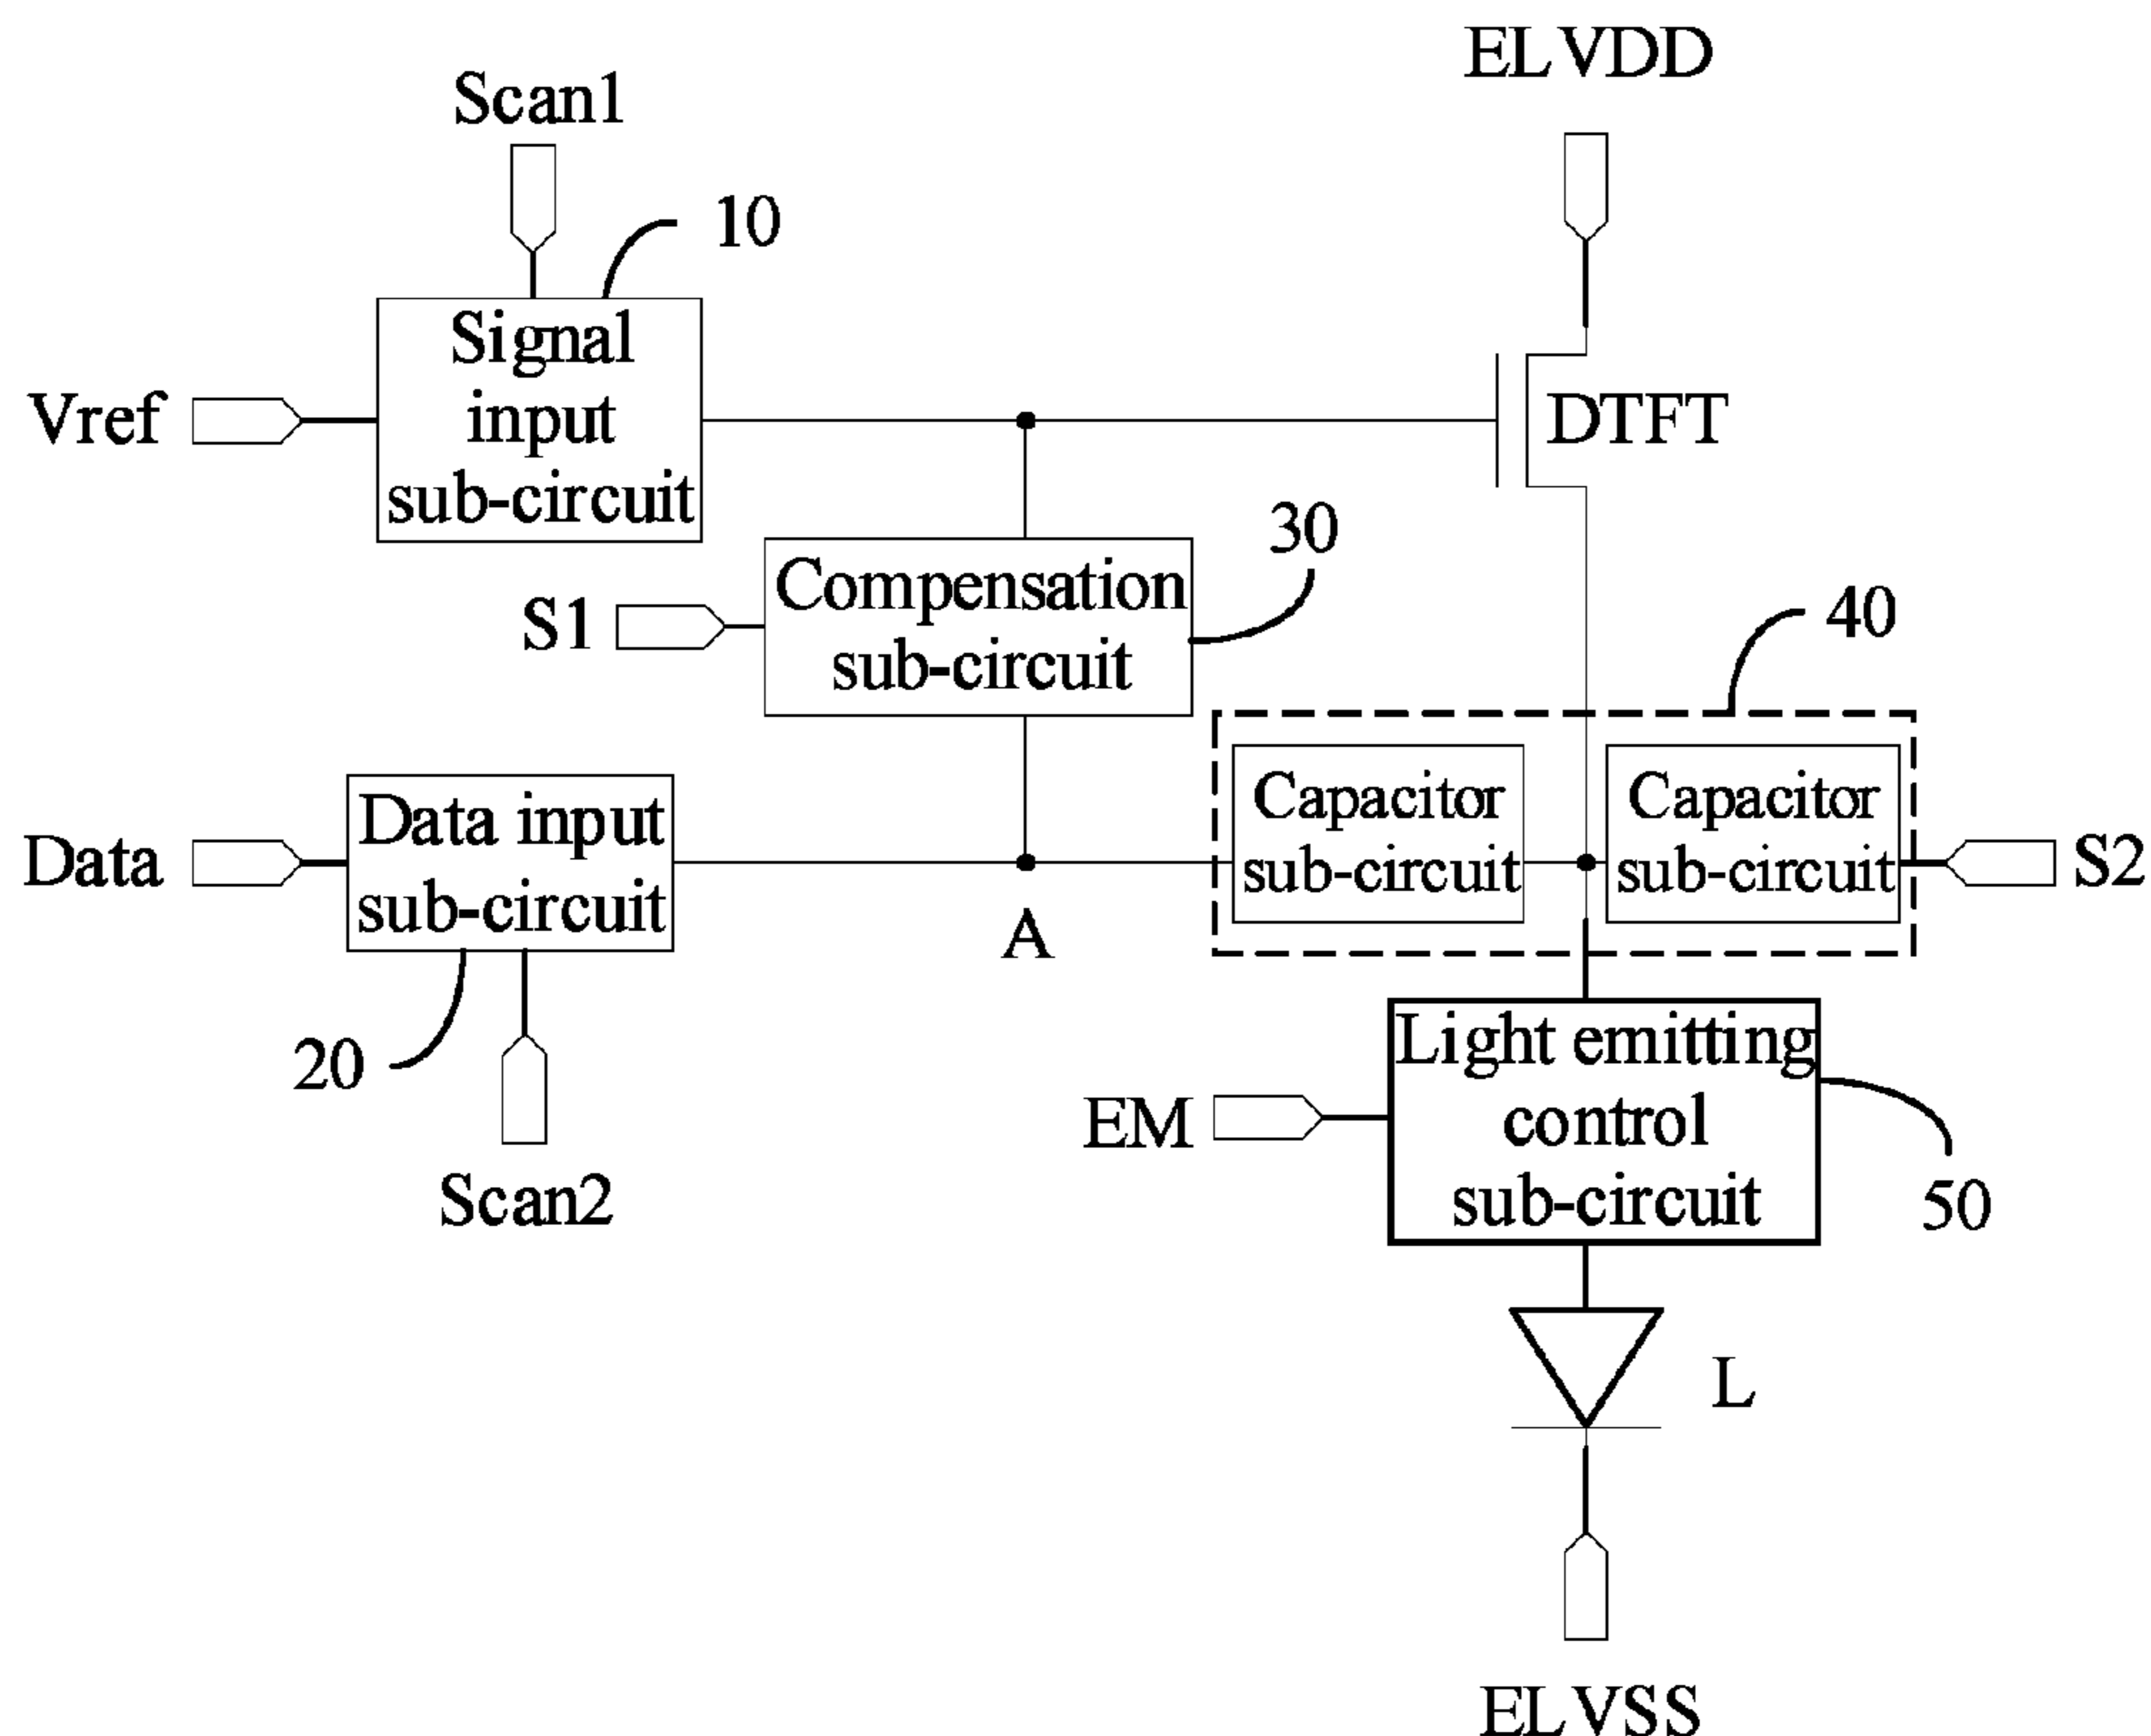 ELVDD
Scan1
10
Signal
input
sub-circuit
Vref
DTFT
30
Compensation
sub-circuit
S1
40
Data input
sub-circuit
Data
Capacitor
sub-circuit
Capacitor
sub-circuit
S2
A
20
Scan2
Light emitting
control
sub-circuit
EM
50
L
ELVSS